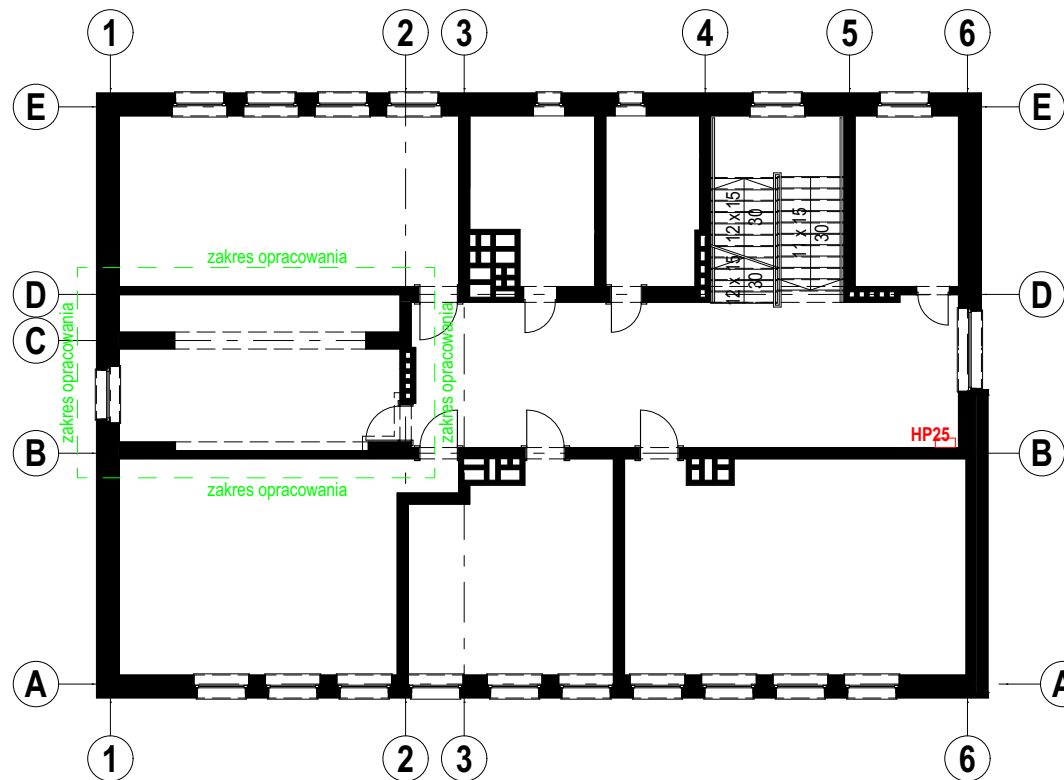 1 2 3 4 5 6
E E
12 x 15
30
11 x 15
30
12 x 15
30
zakres opracowania
D D
C
zakres opracowania
zakres opracowania
HP25
B B
zakres opracowania
A A
1 2 3 6